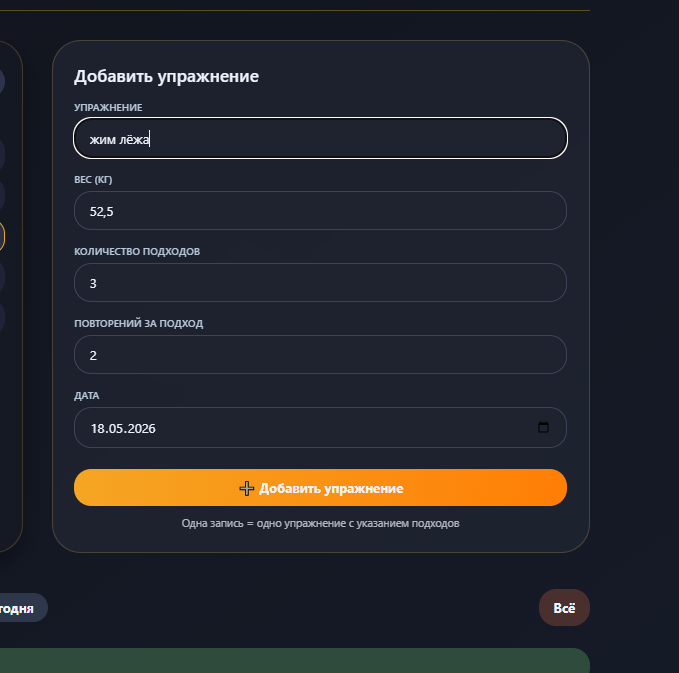 Добавить упражнение
УПРАЖНЕНИЕ
жим лёжа
ВЕС (КГ)
52,5
КОЛИЧЕСТВО ПОДХОДОВ
3
ПОВТОРЕНИЙ ЗА ПОДХОД
2
ДАТА
18.05.2026
➕ Добавить упражнение
Одна запись = одно упражнение с указанием подходов
Всё